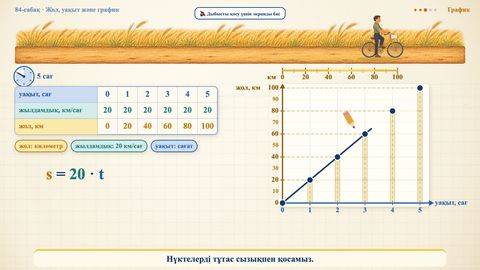 84-сабақ · Жол, уақыт және график
Дыбысты қосу үшін экранды бас
График
5 сағ
уақыт, сағ 0 1 2 3 4 5
жылдамдық, км/сағ 20 20 20 20 20 20
жол, км 0 20 40 60 80 100
жол: километр
жылдамдық: 20 км/сағ
уақыт: сағат
s = 20 · t
км 0 20 40 60 80 100
жол, км
100
90
80
70
60
50
40
30
20
10
0
0 1 2 3 4 5
уақыт, сағ
Нүктелерді тұтас сызықпен қосамыз.